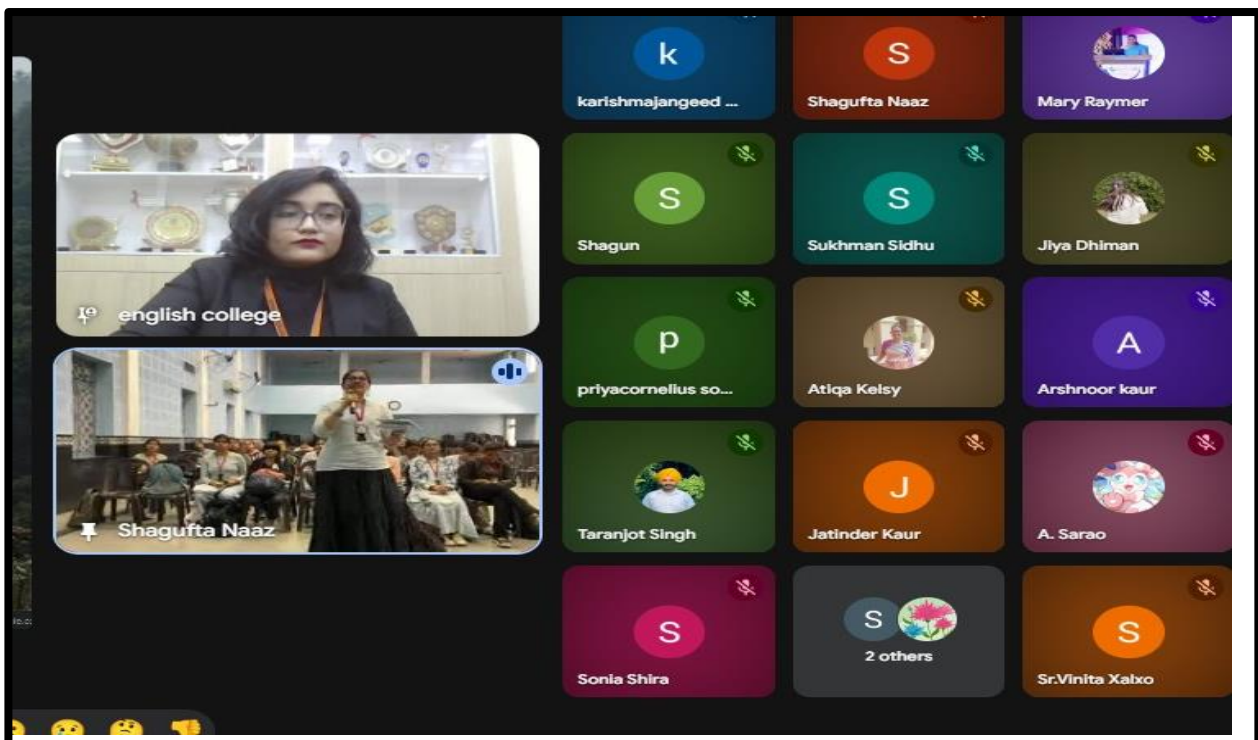 k
karishmajangeed ...
S
Shagufta Naaz
Mary Raymer
english college
S
Shagun
S
Sukhman Sidhu
Jiya Dhiman
p
priyacornelius so...
Atiqa Kelsy
A
Arshnoor kaur
Shagufta Naaz
Taranjot Singh
J
Jatinder Kaur
A. Sarao
S
Sonia Shira
S
2 others
S
Sr.Vinita Xalxo